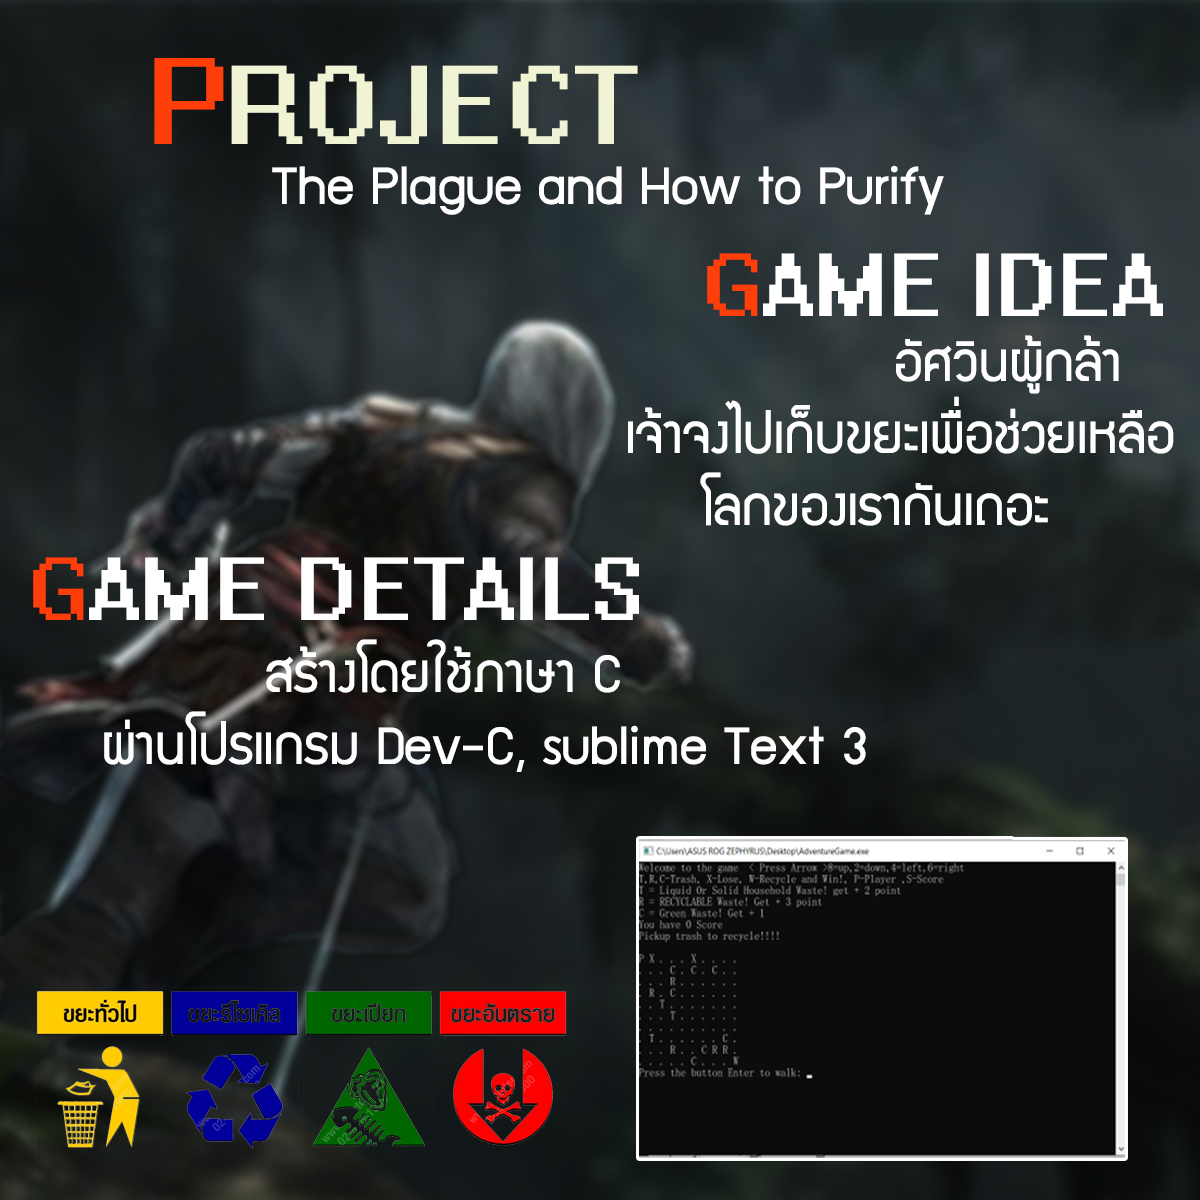 PROJECT
The Plague and How to Purify
GAME IDEA
อัศวินผู้กล้า
เจ้าจงไปเก็บขยะเพื่อช่วยเหลือ
โลกของเรากันเถอะ
GAME DETAILS
สร้างโดยใช้ภาษา C
ผ่านโปรแกรม Dev-C, sublime Text 3
C:\Users\ASUS ROG ZEPHYRUS\Desktop\AdventureGame.exe
Welcome to the game < Press Arrow >8=up,2=down,4=left,6=right
T,R,C-Trash, X-Lose, W-Recycle and Win!, P-Player ,S-Score
T = Liquid Or Solid Household Waste! get + 2 point
R = RECYCLABLE Waste! Get + 3 point
C = Green Waste! Get + 1
You have 0 Score
Pickup trash to recycle!!!!
P X . . . X . . . .
. . . C . C . C . .
. . . R . . . . . .
. R . C . . . . . .
. . T . . . . . . .
. . . T . . . . . .
. . . . . . . . . .
. T . . . . . . C .
. . . R . . C R R .
. . . . . C . . . W
Press the button Enter to walk:
ขยะทั่วไป
ขยะรีไซเคิล
ขยะเปียก
ขยะอันตราย